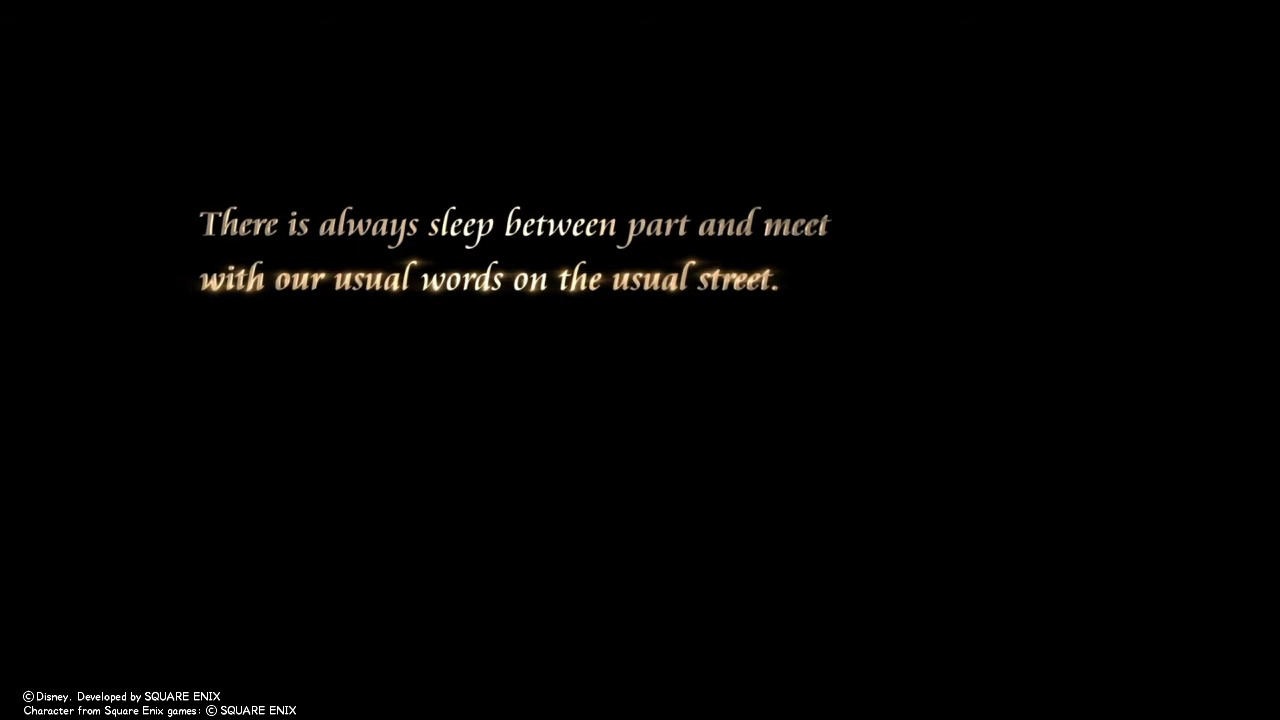 There is always sleep between part and meet
with our usual words on the usual street.
©Disney. Developed by SQUARE ENIX
Character from Square Enix games: © SQUARE ENIX